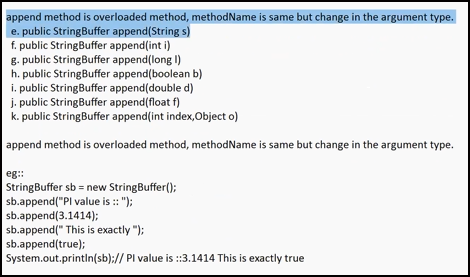 append method is overloaded method, methodName is same but change in the argument type.
e. public StringBuffer append(String s)
f. public StringBuffer append(int i)
g. public StringBuffer append(long l)
h. public StringBuffer append(boolean b)
i. public StringBuffer append(double d)
j. public StringBuffer append(float f)
k. public StringBuffer append(int index,Object o)
append method is overloaded method, methodName is same but change in the argument type.
eg::
StringBuffer sb = new StringBuffer();
sb.append("PI value is :: ");
sb.append(3.1414);
sb.append(" This is exactly ");
sb.append(true);
System.out.println(sb);// PI value is ::3.1414 This is exactly true